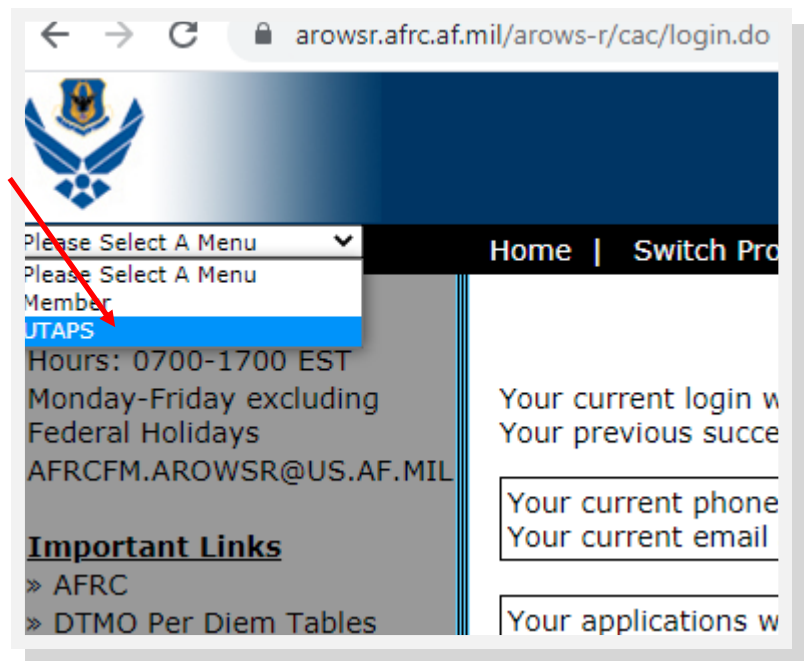 arowsr.afrc.af.mil/arows-r/cac/login.do
Please Select A Menu
Home | Switch Pro
Please Select A Menu
Member
UTAPS
Hours: 0700-1700 EST
Monday-Friday excluding
Federal Holidays
AFRCFM.AROWSR@US.AF.MIL
Important Links
» AFRC
» DTMO Per Diem Tables
Your current login w
Your previous succe
Your current phone
Your current email
Your applications w